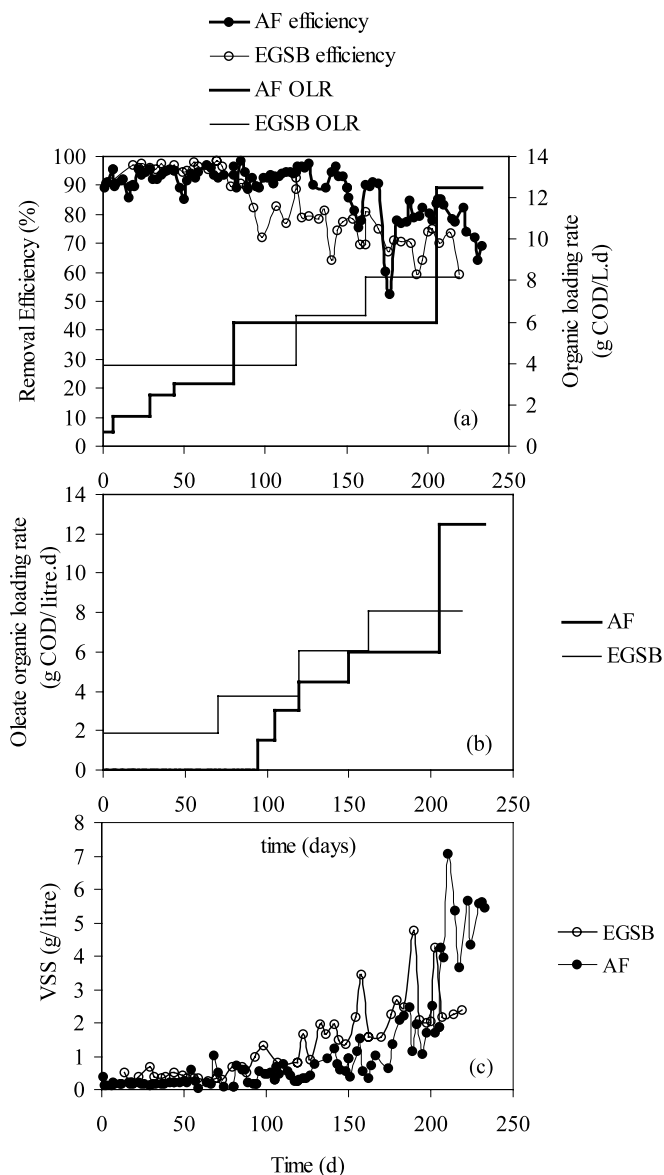 AF efficiency
EGSB efficiency
AF OLR
EGSB OLR
Removal Efficiency (%)
100
90
80
70
60
50
40
30
20
10
0
14
12
10
8
6
4
2
0
Organic loading rate
(g COD/L.d)
(a)
0 50 100 150 200 250
Oleate organic loading rate
(g COD/litre.d)
14
12
10
8
6
4
2
0
(b)
AF
EGSB
0 50 100 150 200 250
time (days)
VSS (g/litre)
8
7
6
5
4
3
2
1
0
(c)
EGSB
AF
0 50 100 150 200 250
Time (d)